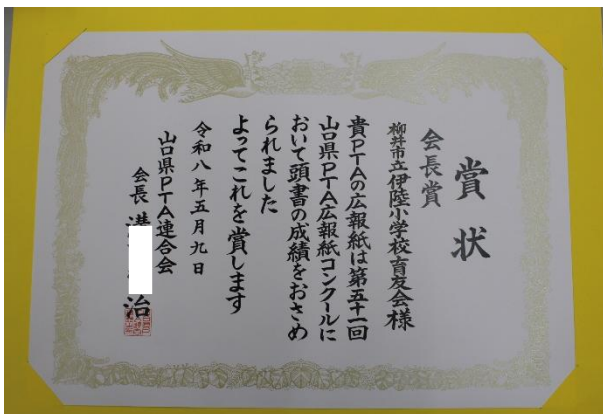 賞状
会長賞
柳井市立伊陸小学校育友会様
貴PTAの広報紙は第五十一回
山口県PTA広報紙コンクールに
おいて頭書の成績をおさめ
られました
よってこれを賞します
令和八年五月九日
山口県PTA連合会
会長 治